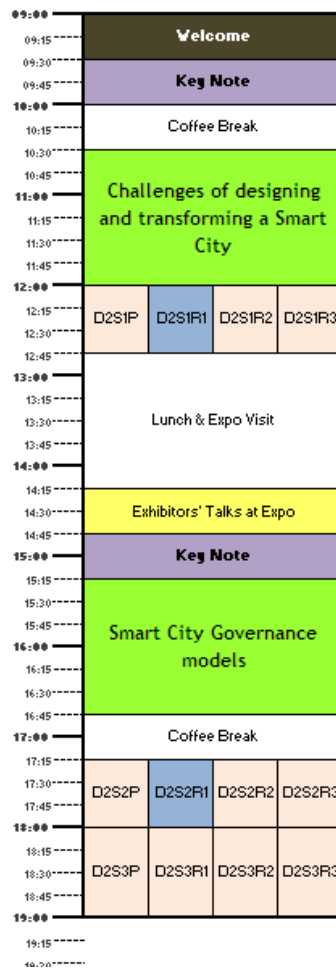 09:00
09:15
Welcome
09:30
09:45
Key Note
10:00
10:15
Coffee Break
10:30
10:45
11:00
11:15
11:30
11:45
Challenges of designing
and transforming a Smart
City
12:00
12:15
12:30
D2S1P D2S1R1 D2S1R2 D2S1R3
12:45
13:00
13:15
13:30
Lunch & Expo Visit
13:45
14:00
14:15
14:30
Exhibitors' Talks at Expo
14:45
15:00
Key Note
15:15
15:30
15:45
16:00
16:15
16:30
Smart City Governance
models
16:45
17:00
Coffee Break
17:15
17:30
17:45
D2S2P D2S2R1 D2S2R2 D2S2R3
18:00
18:15
18:30
18:45
D2S3P D2S3R1 D2S3R2 D2S3R3
19:00
19:15
19:30